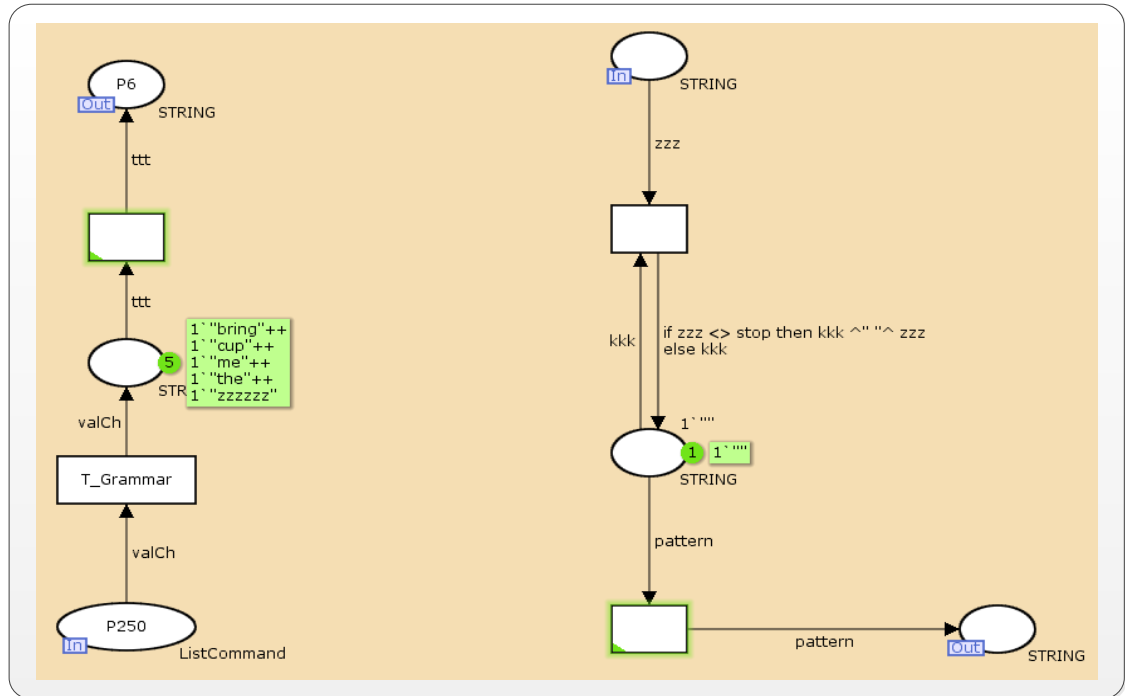 P6
Out
STRING
ttt
ttt
1`"bring"++
1`"cup"++
1`"me"++
1`"the"++
1`"zzzzzz"
5
STR
valCh
T_Grammar
valCh
P250
In
ListCommand
In
STRING
zzz
kkk
if zzz <> stop then kkk ^" "^ zzz
else kkk
1`""
1
1`""
STRING
pattern
pattern
Out
STRING